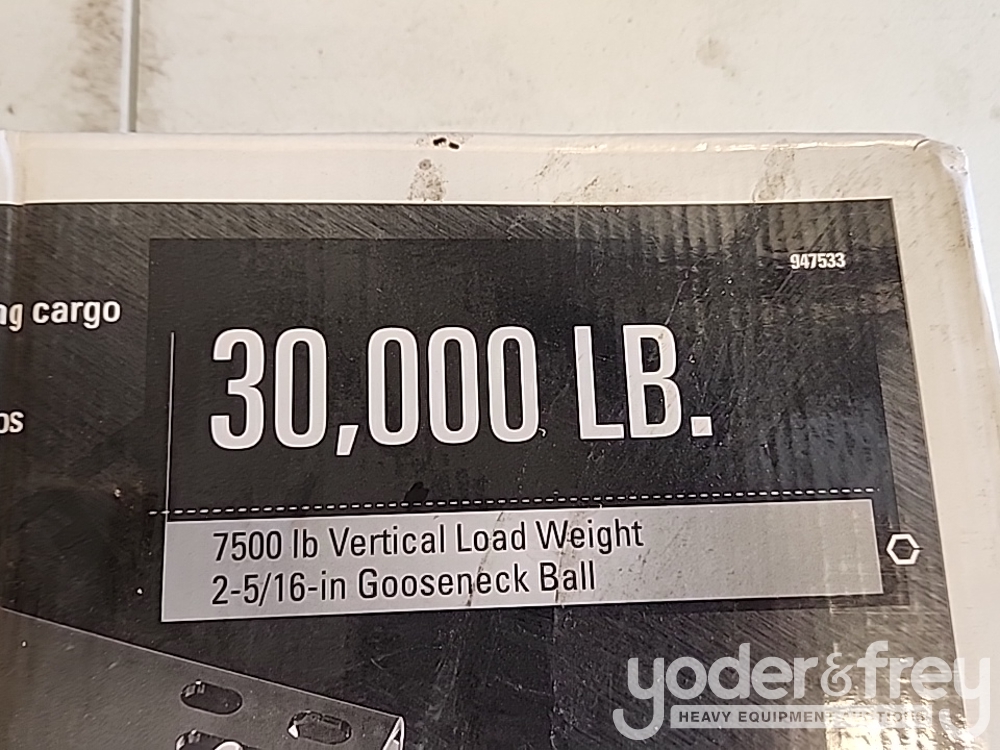 947533
ng cargo
30,000 LB.
7500 lb Vertical Load Weight
2-5/16-in Gooseneck Ball
yoder&frey
HEAVY EQUIPMENT